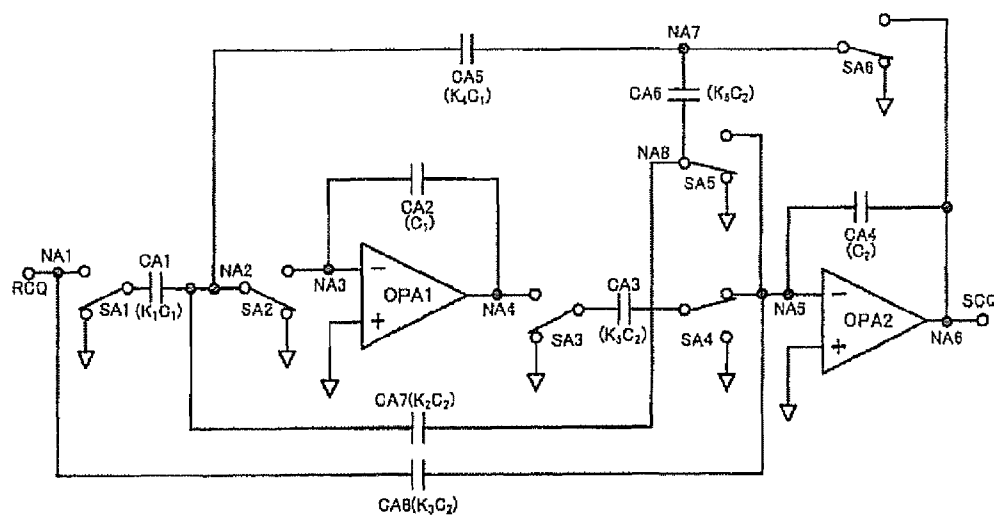 NA7
CA5
(K₄C₁)
SA6
CA6
(K₅C₂)
NA8
SA5
CA2
(C₁)
CA4
(C₂)
NA1
RCQ
CA1
NA2
SA1
(K₁C₁)
SA2
NA3
−
OPA1
+
NA4
CA3
(K₃C₂)
SA3
SA4
NA5
−
OPA2
+
SCQ
NA6
CA7(K₂C₂)
CA8(K₃C₂)